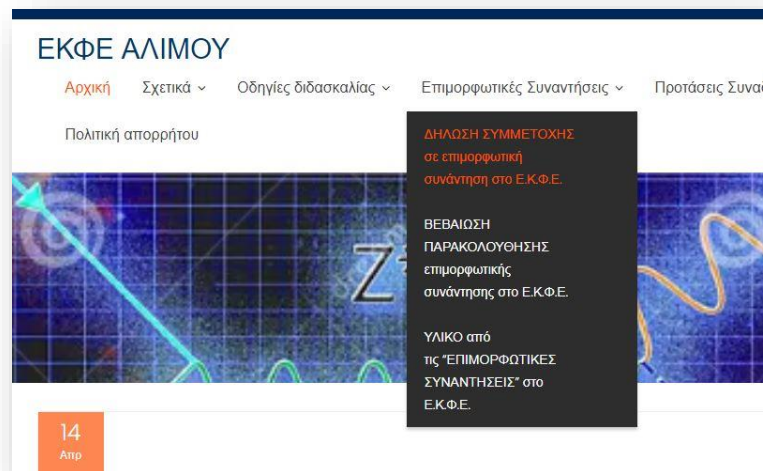 ΕΚΦΕ ΑΛΙΜΟΥ
Αρχική Σχετικά Οδηγίες διδασκαλίας Επιμορφωτικές Συναντήσεις Προτάσεις
Πολιτική απορρήτου
ΔΗΛΩΣΗ ΣΥΜΜΕΤΟΧΗΣ
σε επιμορφωτική
συνάντηση στο Ε.Κ.Φ.Ε.
ΒΕΒΑΙΩΣΗ
ΠΑΡΑΚΟΛΟΥΘΗΣΗΣ
επιμορφωτικής
συνάντησης στο Ε.Κ.Φ.Ε.
ΥΛΙΚΟ από
τις "ΕΠΙΜΟΡΦΩΤΙΚΕΣ
ΣΥΝΑΝΤΗΣΕΙΣ" στο
Ε.Κ.Φ.Ε.
Z
14
Απρ